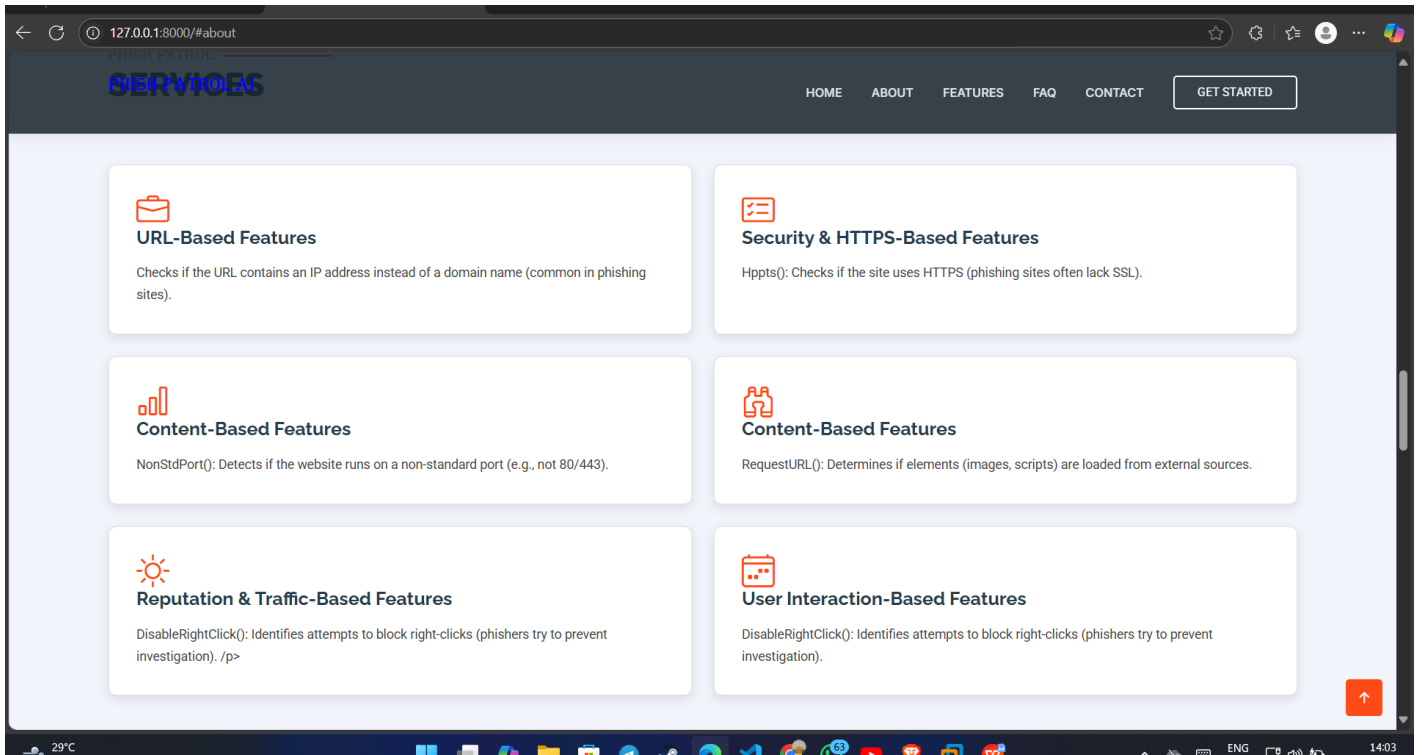 127.0.0.1:8000/#about
PHISH PATROL
SERVICES
PHISH PATROL AI
HOME ABOUT FEATURES FAQ CONTACT GET STARTED
URL-Based Features
Checks if the URL contains an IP address instead of a domain name (common in phishing
sites).
Security & HTTPS-Based Features
Hppts(): Checks if the site uses HTTPS (phishing sites often lack SSL).
Content-Based Features
NonStdPort(): Detects if the website runs on a non-standard port (e.g., not 80/443).
Content-Based Features
RequestURL(): Determines if elements (images, scripts) are loaded from external sources.
Reputation & Traffic-Based Features
DisableRightClick(): Identifies attempts to block right-clicks (phishers try to prevent
investigation). /p>
User Interaction-Based Features
DisableRightClick(): Identifies attempts to block right-clicks (phishers try to prevent
investigation).
29°C
63
ENG
14:03